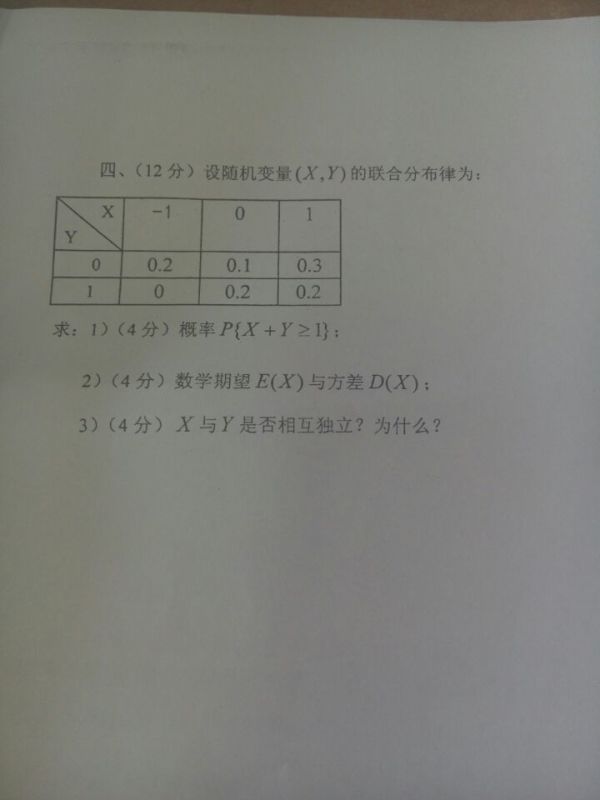 四、（12 分）设随机变量(X,Y)的联合分布律为：
X -1 0 1
Y
0 0.2 0.1 0.3
1 0 0.2 0.2
求：1）（4 分）概率 P{X+Y≥1}；
2）（4 分）数学期望 E(X) 与方差 D(X)；
3）（4 分） X 与 Y 是否相互独立？为什么？